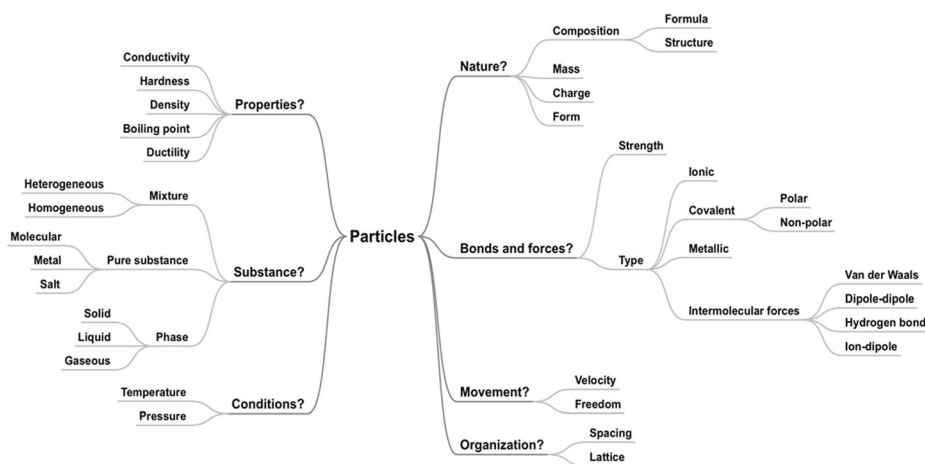 Particles
Properties?
Conductivity
Hardness
Density
Boiling point
Ductility
Substance?
Mixture
Heterogeneous
Homogeneous
Pure substance
Molecular
Metal
Salt
Phase
Solid
Liquid
Gaseous
Conditions?
Temperature
Pressure
Nature?
Composition
Formula
Structure
Mass
Charge
Form
Bonds and forces?
Strength
Type
Ionic
Covalent
Polar
Non-polar
Metallic
Intermolecular forces
Van der Waals
Dipole-dipole
Hydrogen bond
Ion-dipole
Movement?
Velocity
Freedom
Organization?
Spacing
Lattice